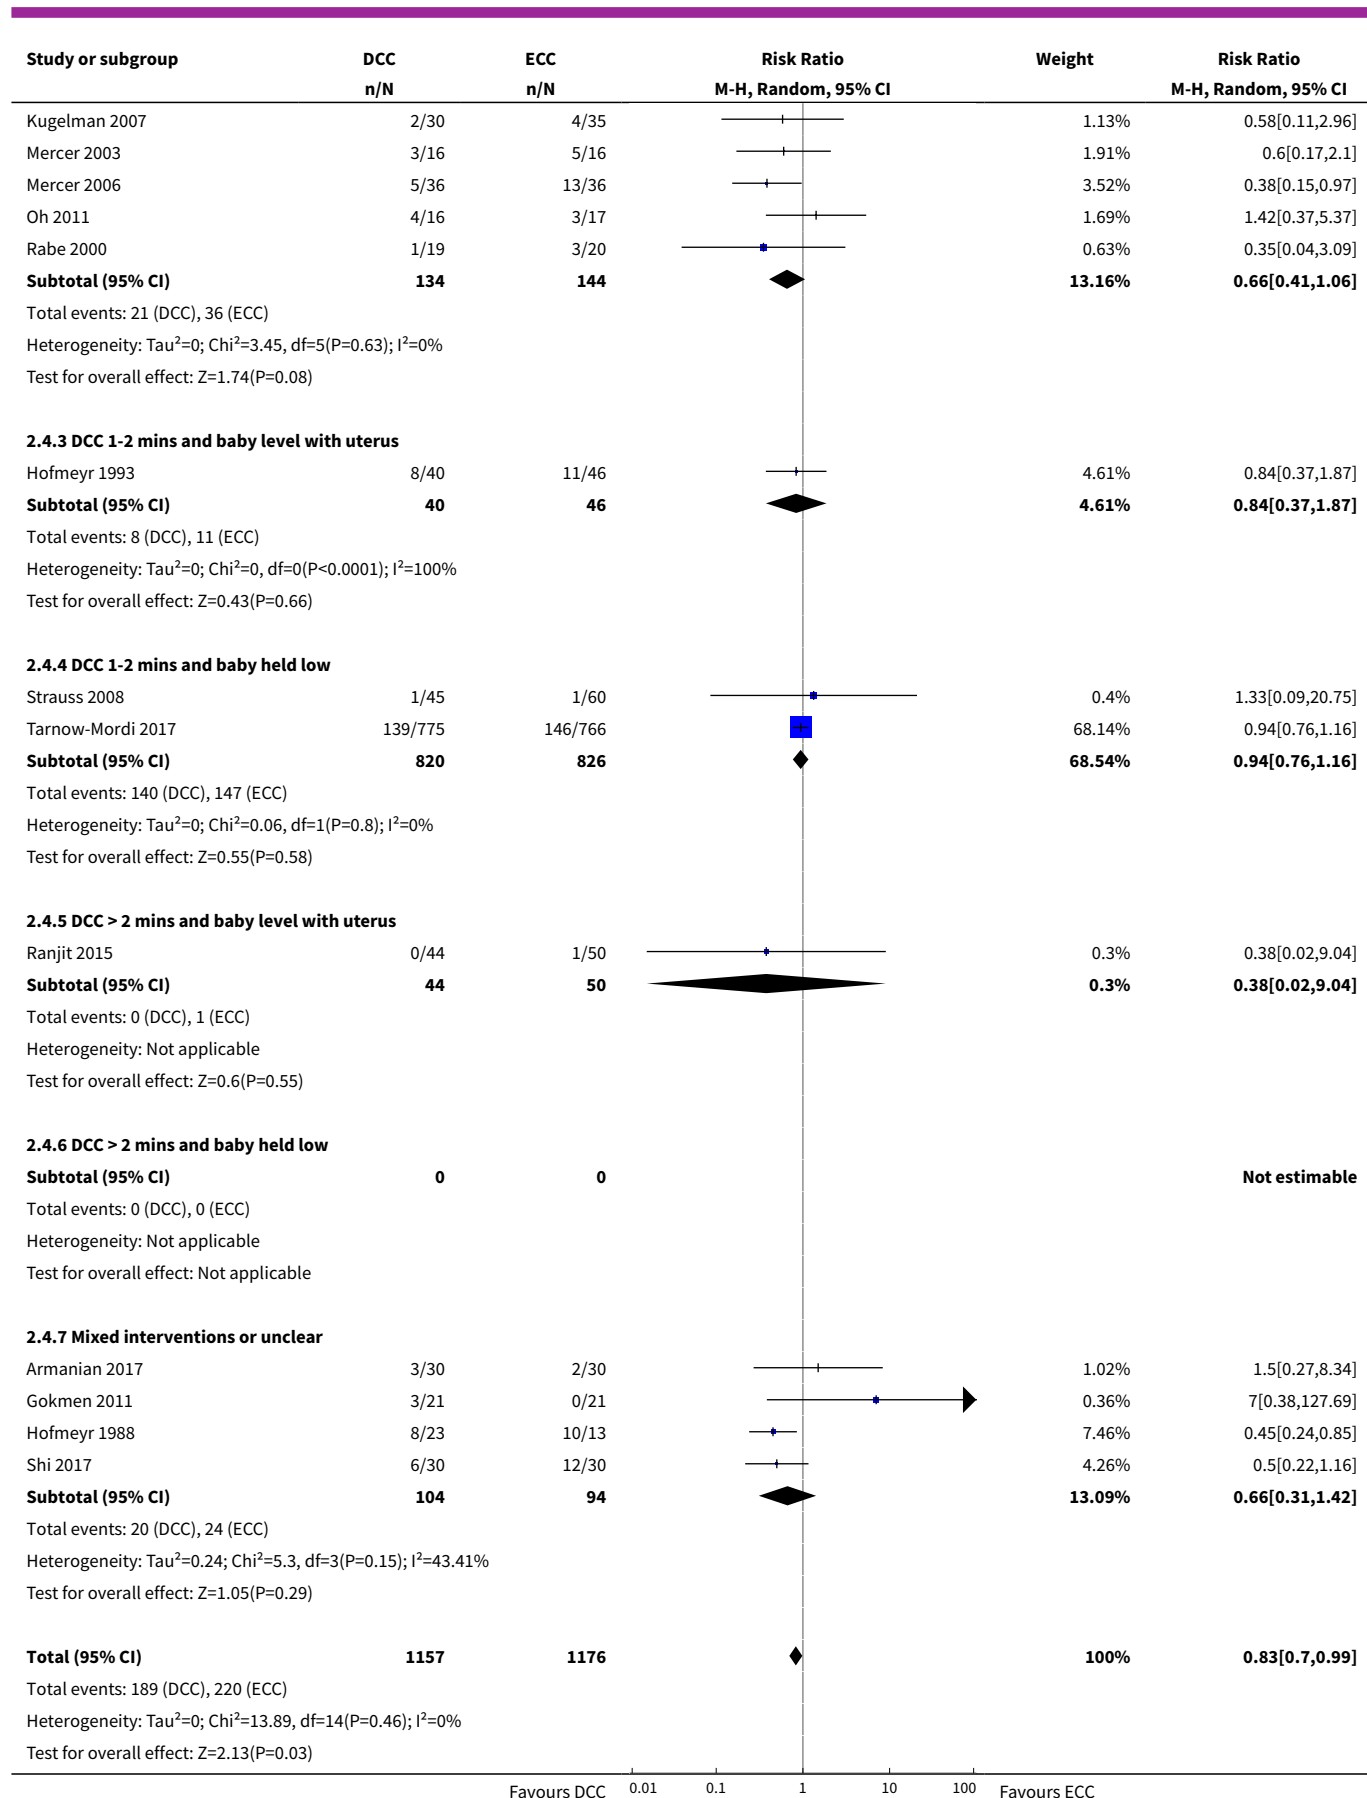 Study or subgroup DCC ECC Risk Ratio Weight Risk Ratio
n/N n/N M-H, Random, 95% CI M-H, Random, 95% CI
Kugelman 2007 2/30 4/35 1.13% 0.58[0.11,2.96]
Mercer 2003 3/16 5/16 1.91% 0.6[0.17,2.1]
Mercer 2006 5/36 13/36 3.52% 0.38[0.15,0.97]
Oh 2011 4/16 3/17 1.69% 1.42[0.37,5.37]
Rabe 2000 1/19 3/20 0.63% 0.35[0.04,3.09]
Subtotal (95% CI) 134 144 13.16% 0.66[0.41,1.06]
Total events: 21 (DCC), 36 (ECC)
Heterogeneity: Tau²=0; Chi²=3.45, df=5(P=0.63); I²=0%
Test for overall effect: Z=1.74(P=0.08)
2.4.3 DCC 1-2 mins and baby level with uterus
Hofmeyr 1993 8/40 11/46 4.61% 0.84[0.37,1.87]
Subtotal (95% CI) 40 46 4.61% 0.84[0.37,1.87]
Total events: 8 (DCC), 11 (ECC)
Heterogeneity: Tau²=0; Chi²=0, df=0(P<0.0001); I²=100%
Test for overall effect: Z=0.43(P=0.66)
2.4.4 DCC 1-2 mins and baby held low
Strauss 2008 1/45 1/60 0.4% 1.33[0.09,20.75]
Tarnow-Mordi 2017 139/775 146/766 68.14% 0.94[0.76,1.16]
Subtotal (95% CI) 820 826 68.54% 0.94[0.76,1.16]
Total events: 140 (DCC), 147 (ECC)
Heterogeneity: Tau²=0; Chi²=0.06, df=1(P=0.8); I²=0%
Test for overall effect: Z=0.55(P=0.58)
2.4.5 DCC > 2 mins and baby level with uterus
Ranjit 2015 0/44 1/50 0.3% 0.38[0.02,9.04]
Subtotal (95% CI) 44 50 0.3% 0.38[0.02,9.04]
Total events: 0 (DCC), 1 (ECC)
Heterogeneity: Not applicable
Test for overall effect: Z=0.6(P=0.55)
2.4.6 DCC > 2 mins and baby held low
Subtotal (95% CI) 0 0 Not estimable
Total events: 0 (DCC), 0 (ECC)
Heterogeneity: Not applicable
Test for overall effect: Not applicable
2.4.7 Mixed interventions or unclear
Armanian 2017 3/30 2/30 1.02% 1.5[0.27,8.34]
Gokmen 2011 3/21 0/21 0.36% 7[0.38,127.69]
Hofmeyr 1988 8/23 10/13 7.46% 0.45[0.24,0.85]
Shi 2017 6/30 12/30 4.26% 0.5[0.22,1.16]
Subtotal (95% CI) 104 94 13.09% 0.66[0.31,1.42]
Total events: 20 (DCC), 24 (ECC)
Heterogeneity: Tau²=0.24; Chi²=5.3, df=3(P=0.15); I²=43.41%
Test for overall effect: Z=1.05(P=0.29)
Total (95% CI) 1157 1176 100% 0.83[0.7,0.99]
Total events: 189 (DCC), 220 (ECC)
Heterogeneity: Tau²=0; Chi²=13.89, df=14(P=0.46); I²=0%
Test for overall effect: Z=2.13(P=0.03)
Favours DCC 0.01 0.1 1 10 100 Favours ECC